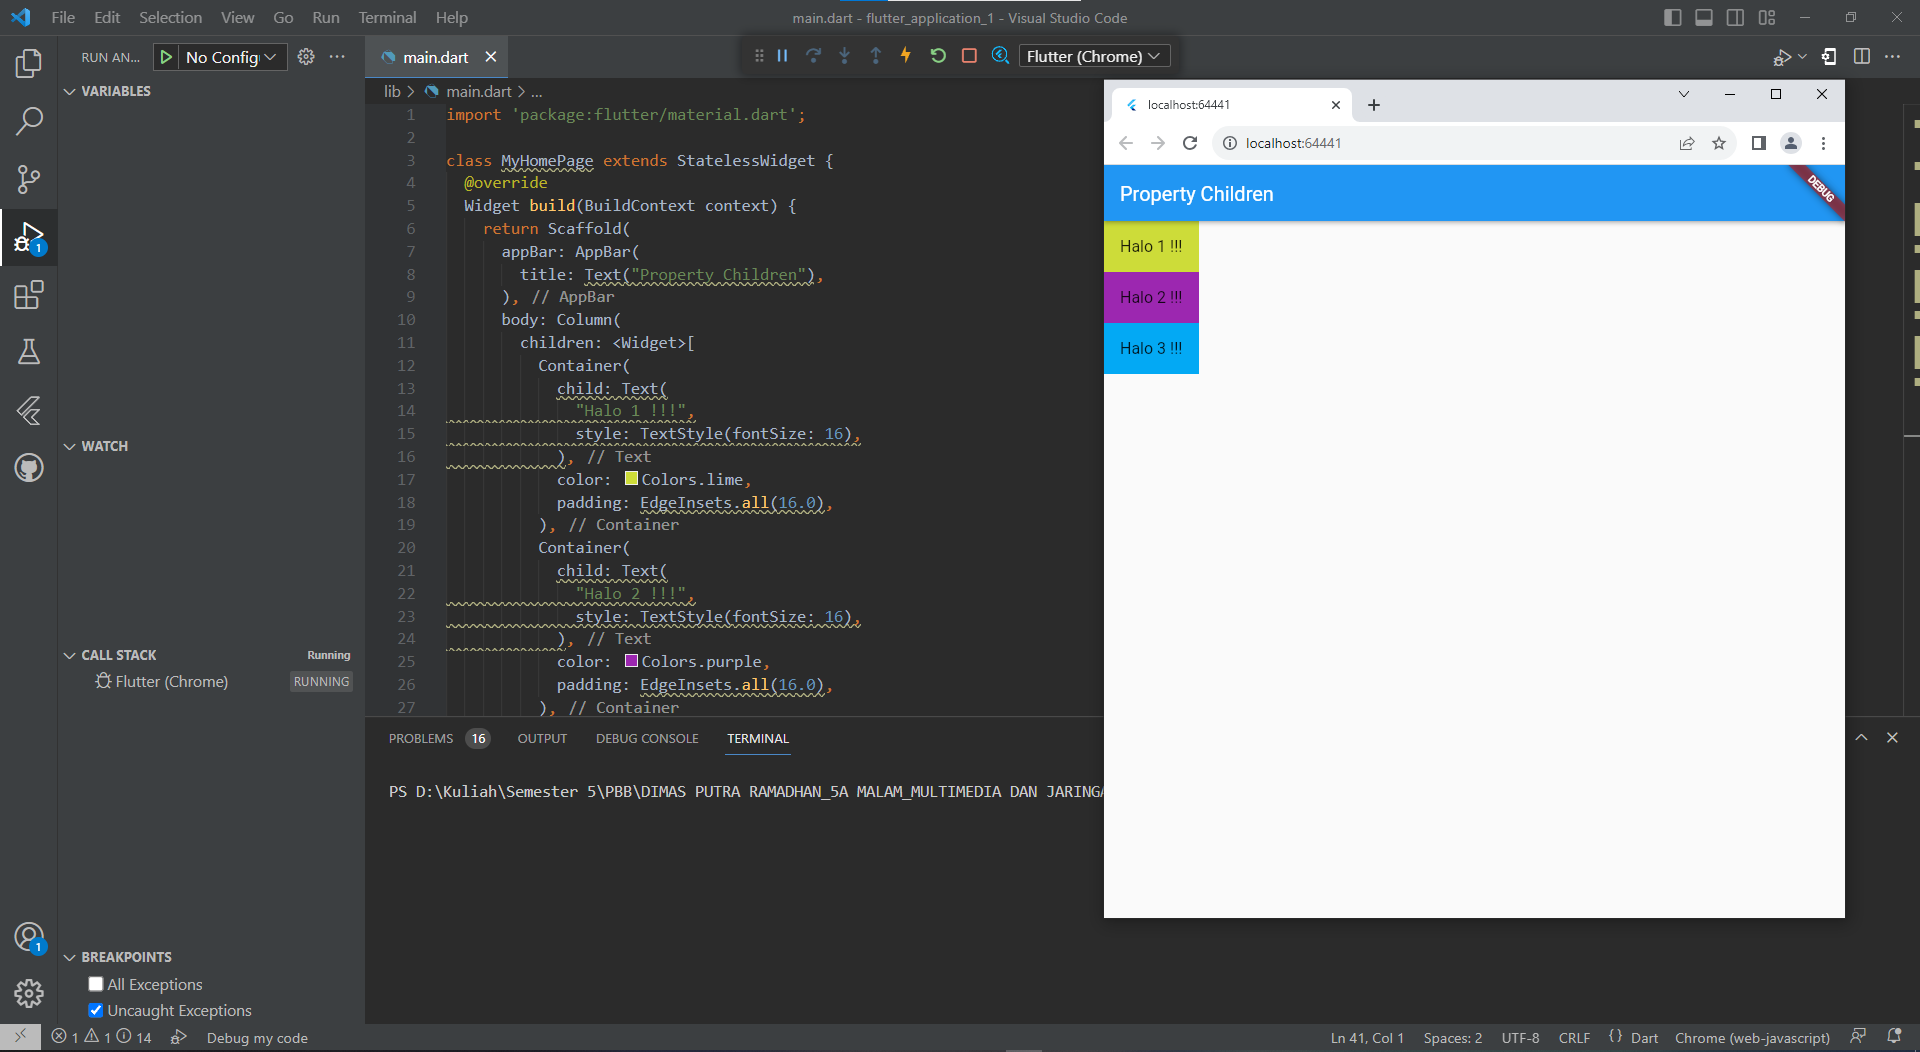 File Edit Selection View Go Run Terminal Help
main.dart - flutter_application_1 - Visual Studio Code
RUN AN... No Config
main.dart
Flutter (Chrome)
VARIABLES
lib > main.dart > ...
1 import 'package:flutter/material.dart';
2
3 class MyHomePage extends StatelessWidget {
4 @override
5 Widget build(BuildContext context) {
6 return Scaffold(
7 appBar: AppBar(
8 title: Text("Property Children"),
9 ), // AppBar
10 body: Column(
11 children: <Widget>[
12 Container(
13 child: Text(
14 "Halo 1 !!!",
15 style: TextStyle(fontSize: 16),
16 ), // Text
17 color: Colors.lime,
18 padding: EdgeInsets.all(16.0),
19 ), // Container
20 Container(
21 child: Text(
22 "Halo 2 !!!",
23 style: TextStyle(fontSize: 16),
24 ), // Text
25 color: Colors.purple,
26 padding: EdgeInsets.all(16.0),
27 ), // Container
localhost:64441
localhost:64441
Property Children
DEBUG
Halo 1 !!!
Halo 2 !!!
Halo 3 !!!
WATCH
CALL STACK Running
Flutter (Chrome) RUNNING
1
PROBLEMS 16 OUTPUT DEBUG CONSOLE TERMINAL
PS D:\Kuliah\Semester 5\PBB\DIMAS PUTRA RAMADHAN_5A MALAM_MULTIMEDIA DAN JARINGA
1
BREAKPOINTS
All Exceptions
Uncaught Exceptions
1 1 14 Debug my code
Ln 41, Col 1 Spaces: 2 UTF-8 CRLF {} Dart Chrome (web-javascript)